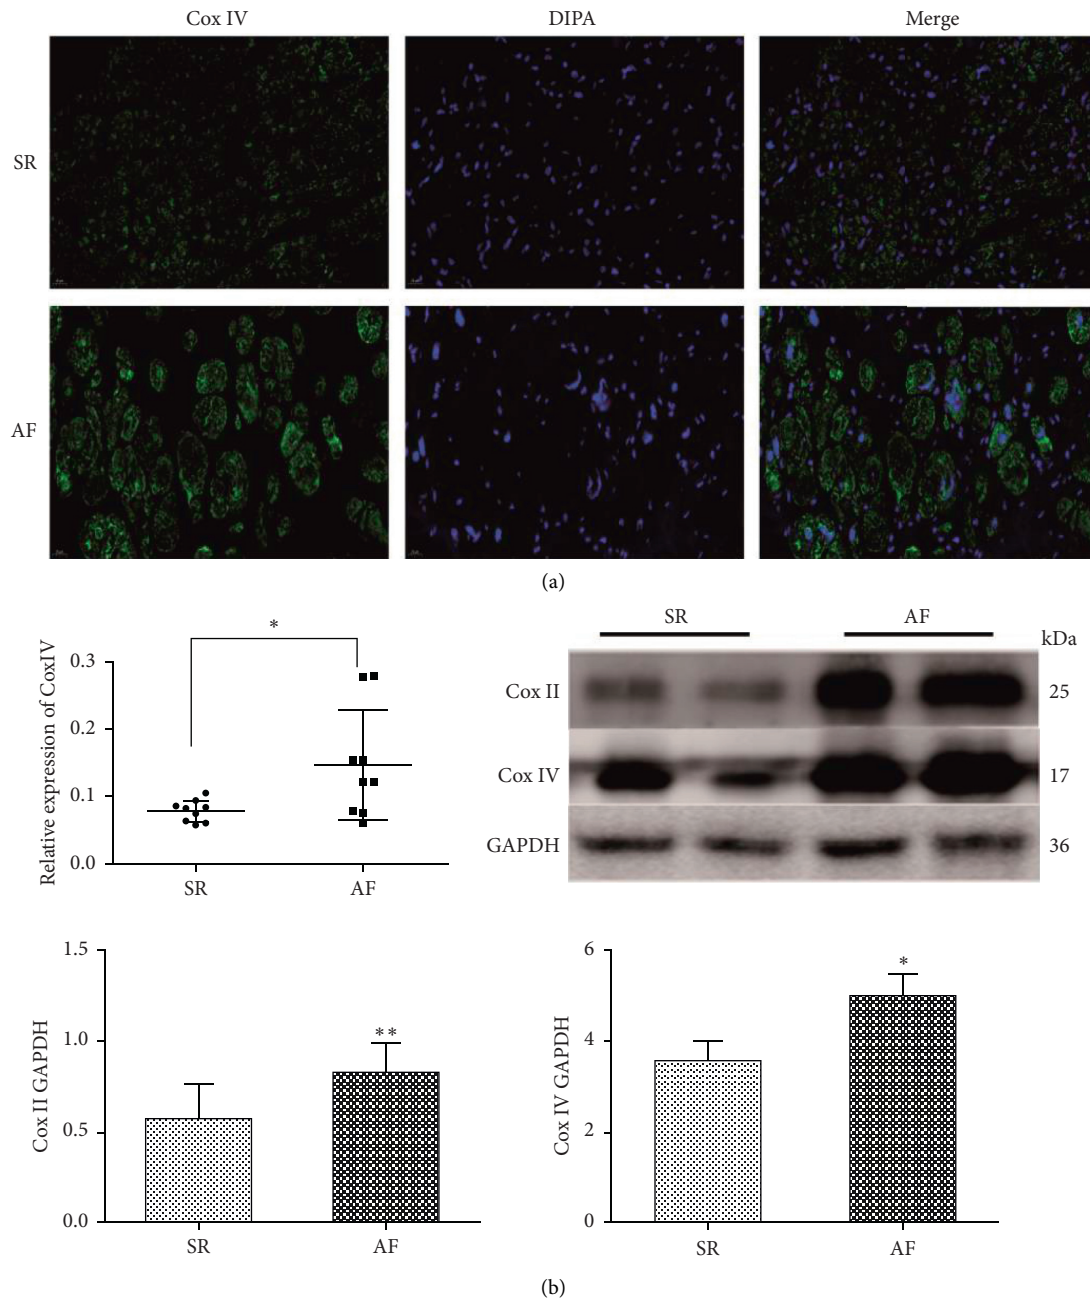 Cox IV DIPA Merge
SR
AF
(a)
Relative expression of CoxIV
0.3
0.2
0.1
0.0
*
SR AF
SR AF
kDa
Cox II 25
Cox IV 17
GAPDH 36
Cox II GAPDH
1.5
1.0
0.5
0.0
**
SR AF
Cox IV GAPDH
6
4
2
0
*
SR AF
(b)